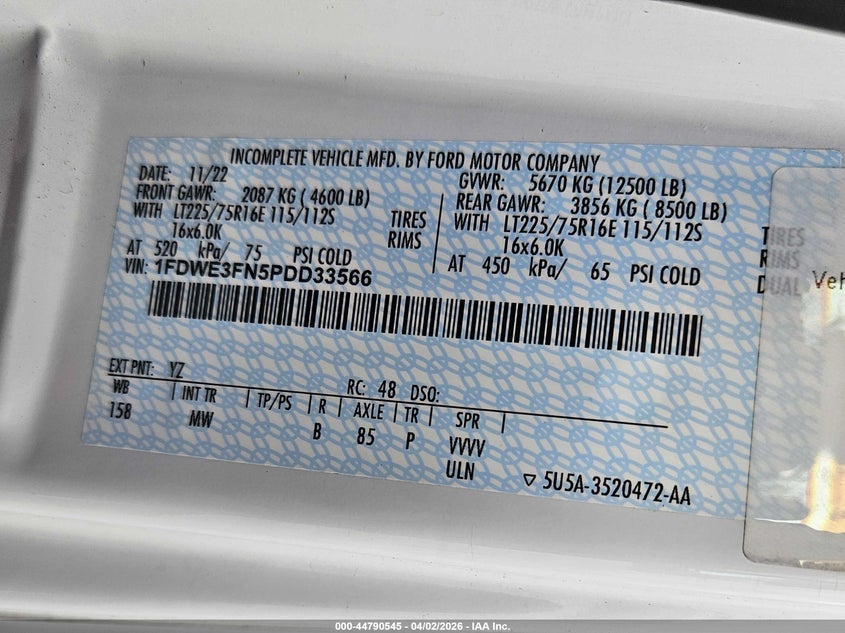 INCOMPLETE VEHICLE MFD. BY FORD MOTOR COMPANY
DATE: 11/22
GVWR: 5670 KG (12500 LB)
FRONT GAWR: 2087 KG ( 4600 LB)
REAR GAWR: 3856 KG ( 8500 LB)
WITH LT225/75R16E 115/112S TIRES
WITH LT225/75R16E 115/112S TIRES
16x6.0K RIMS
16x6.0K RIMS
AT 520 kPa/ 75 PSI COLD
AT 450 kPa/ 65 PSI COLD DUAL
VIN: 1FDWE3FN5PDD33566
Veh
EXT PNT: YZ RC: 48 DSO:
WB INT TR TP/PS R AXLE TR SPR
158 MW B 85 P VVVV
ULN
5U5A-3520472-AA
000-44790545 - 04/02/2026 - IAA Inc.